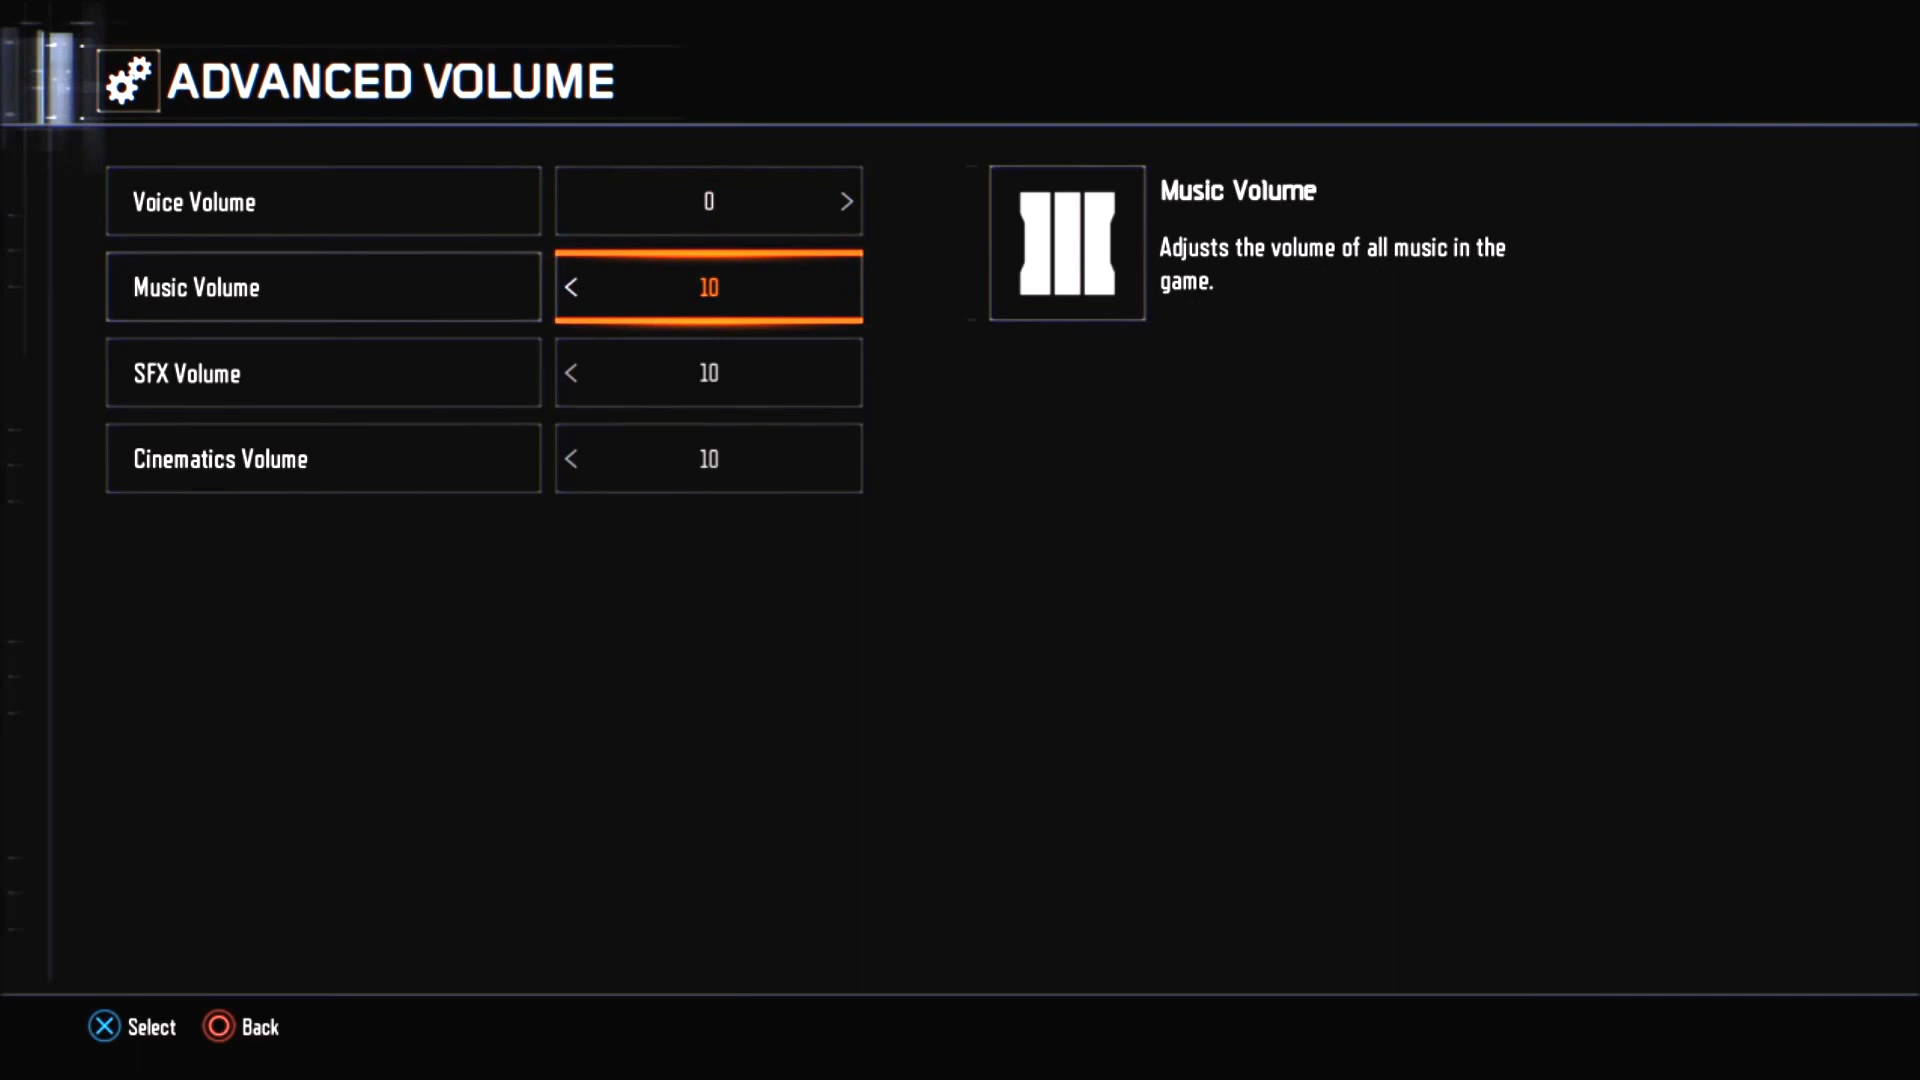 ADVANCED VOLUME
Voice Volume 0
Music Volume 10
SFX Volume 10
Cinematics Volume 10
Music Volume
Adjusts the volume of all music in the
game.
Select Back